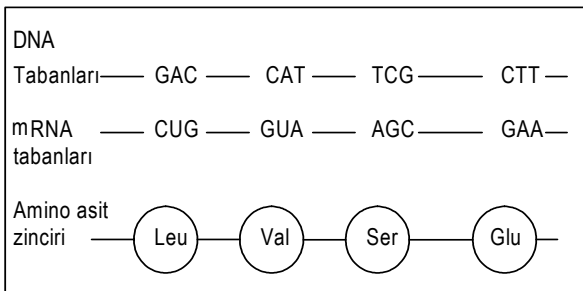 DNA
Tabanları GAC CAT TCG CTT
mRNA CUG GUA AGC GAA
tabanları
Amino asit
zinciri Leu Val Ser Glu